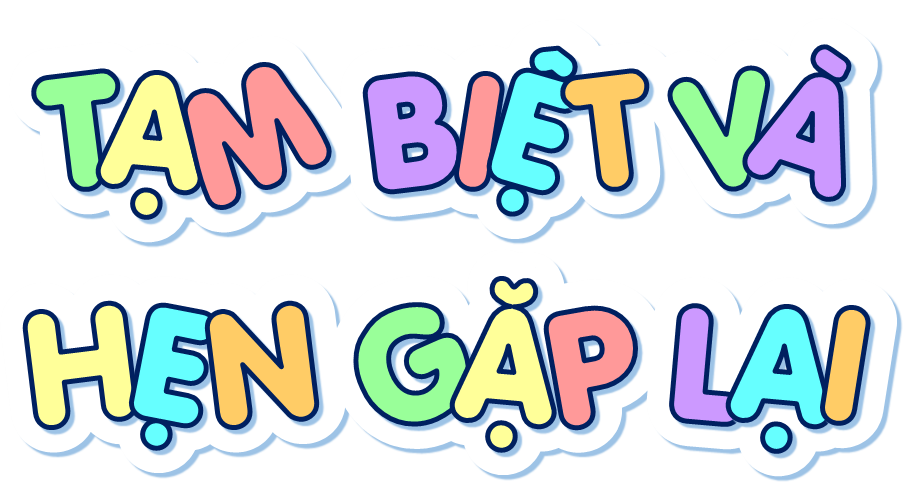 TẠM BIỆT VÀ
HẸN GẶP LẠI